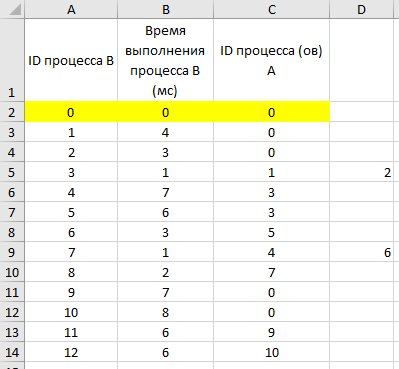 A B C D
1 ID процесса B Время выполнения процесса B (мс) ID процесса (ов) A
2 0 0 0
3 1 4 0
4 2 3 0
5 3 1 1 2
6 4 7 3
7 5 6 3
8 6 3 5
9 7 1 4 6
10 8 2 7
11 9 7 0
12 10 8 0
13 11 6 9
14 12 6 10